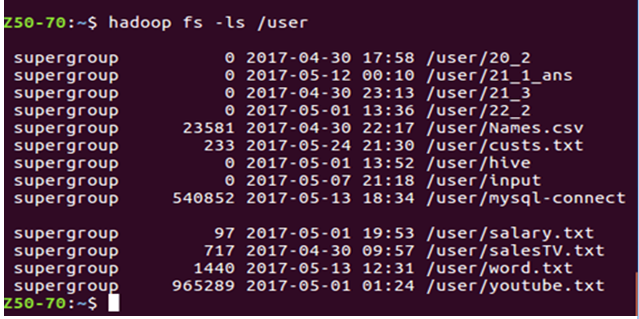 Z50-70:~$ hadoop fs -ls /user
supergroup 0 2017-04-30 17:58 /user/20_2
supergroup 0 2017-05-12 00:10 /user/21_1_ans
supergroup 0 2017-04-30 23:13 /user/21_3
supergroup 0 2017-05-01 13:36 /user/22_2
supergroup 23581 2017-04-30 22:17 /user/Names.csv
supergroup 233 2017-05-24 21:30 /user/custs.txt
supergroup 0 2017-05-01 13:52 /user/hive
supergroup 0 2017-05-07 21:18 /user/input
supergroup 540852 2017-05-13 18:34 /user/mysql-connect
supergroup 97 2017-05-01 19:53 /user/salary.txt
supergroup 717 2017-04-30 09:57 /user/salesTV.txt
supergroup 1440 2017-05-13 12:31 /user/word.txt
supergroup 965289 2017-05-01 01:24 /user/youtube.txt
Z50-70:~$